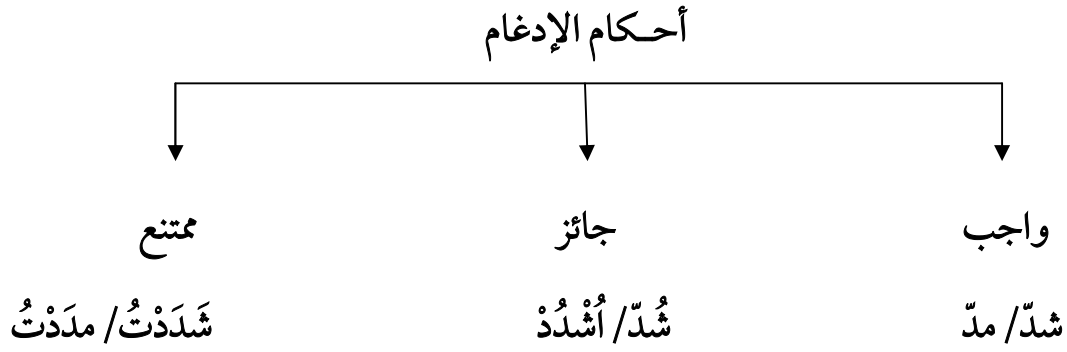 أحـكام الإدغام
واجب
جائز
ممتنع
شدّ/ مدّ
شُدّ/ اُشْدُدْ
شَدَدْتُ/ مدَدْتُ